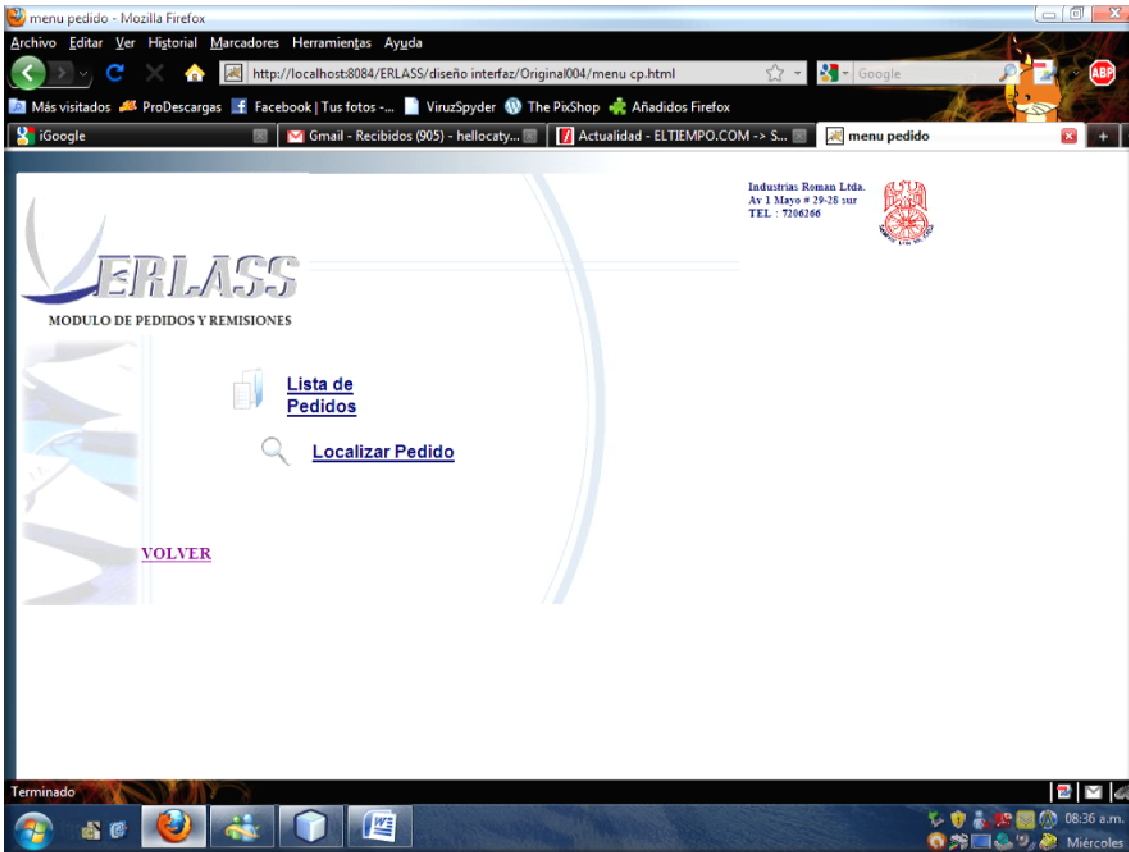 menu pedido - Mozilla Firefox
Archivo Editar Ver Historial Marcadores Herramientas Ayuda
http://localhost:8084/ERLASS/diseño interfaz/Original004/menu cp.html
Google
ABP
Más visitados ProDescargas Facebook | Tus fotos -... ViruzSpyder The PixShop Añadidos Firefox
iGoogle Gmail - Recibidos (905) - hellocaty... Actualidad - ELTIEMPO.COM -> S... menu pedido
Industrias Roman Ltda.
Av 1 Mayo # 29-28 sur
TEL : 7206266
ERLASS
MODULO DE PEDIDOS Y REMISIONES
Lista de
Pedidos
Localizar Pedido
VOLVER
Terminado
08:36 a.m.
Miércoles